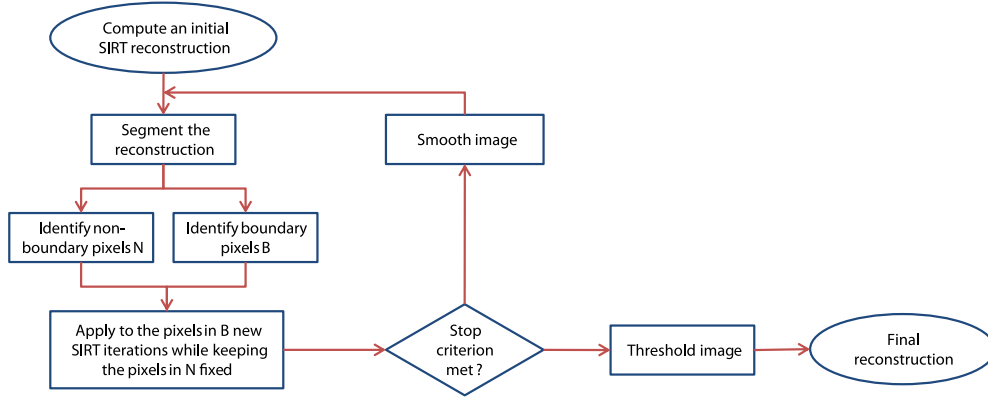 Compute an initial
SIRT reconstruction
Segment the
reconstruction
Smooth image
Identify non-
boundary pixels N
Identify boundary
pixels B
Apply to the pixels in B new
SIRT iterations while keeping
the pixels in N fixed
Stop
criterion
met ?
Threshold image
Final
reconstruction